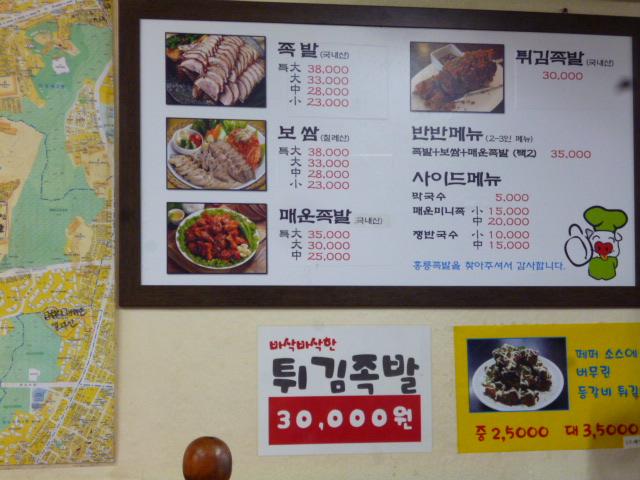 족발 (국내산)
특大 38,000
大 33,000
中 28,000
小 23,000
보쌈 (칠레산)
특大 38,000
大 33,000
中 28,000
小 23,000
매운족발 (국내산)
특大 35,000
大 30,000
中 25,000
튀김족발 (국내산)
30,000
반반메뉴 (2~3인 메뉴)
족발+보쌈+매운족발 (택2) 35,000
사이드메뉴
막국수 5,000
매운미니족 小 15,000
中 20,000
쟁반국수 小 10,000
中 15,000
홍릉족발을 찾아주셔서 감사합니다.
바삭바삭한
튀김족발
30,000원
페퍼 소스에
버무린
등갈비 튀김
중 2,5000 대 3,5000